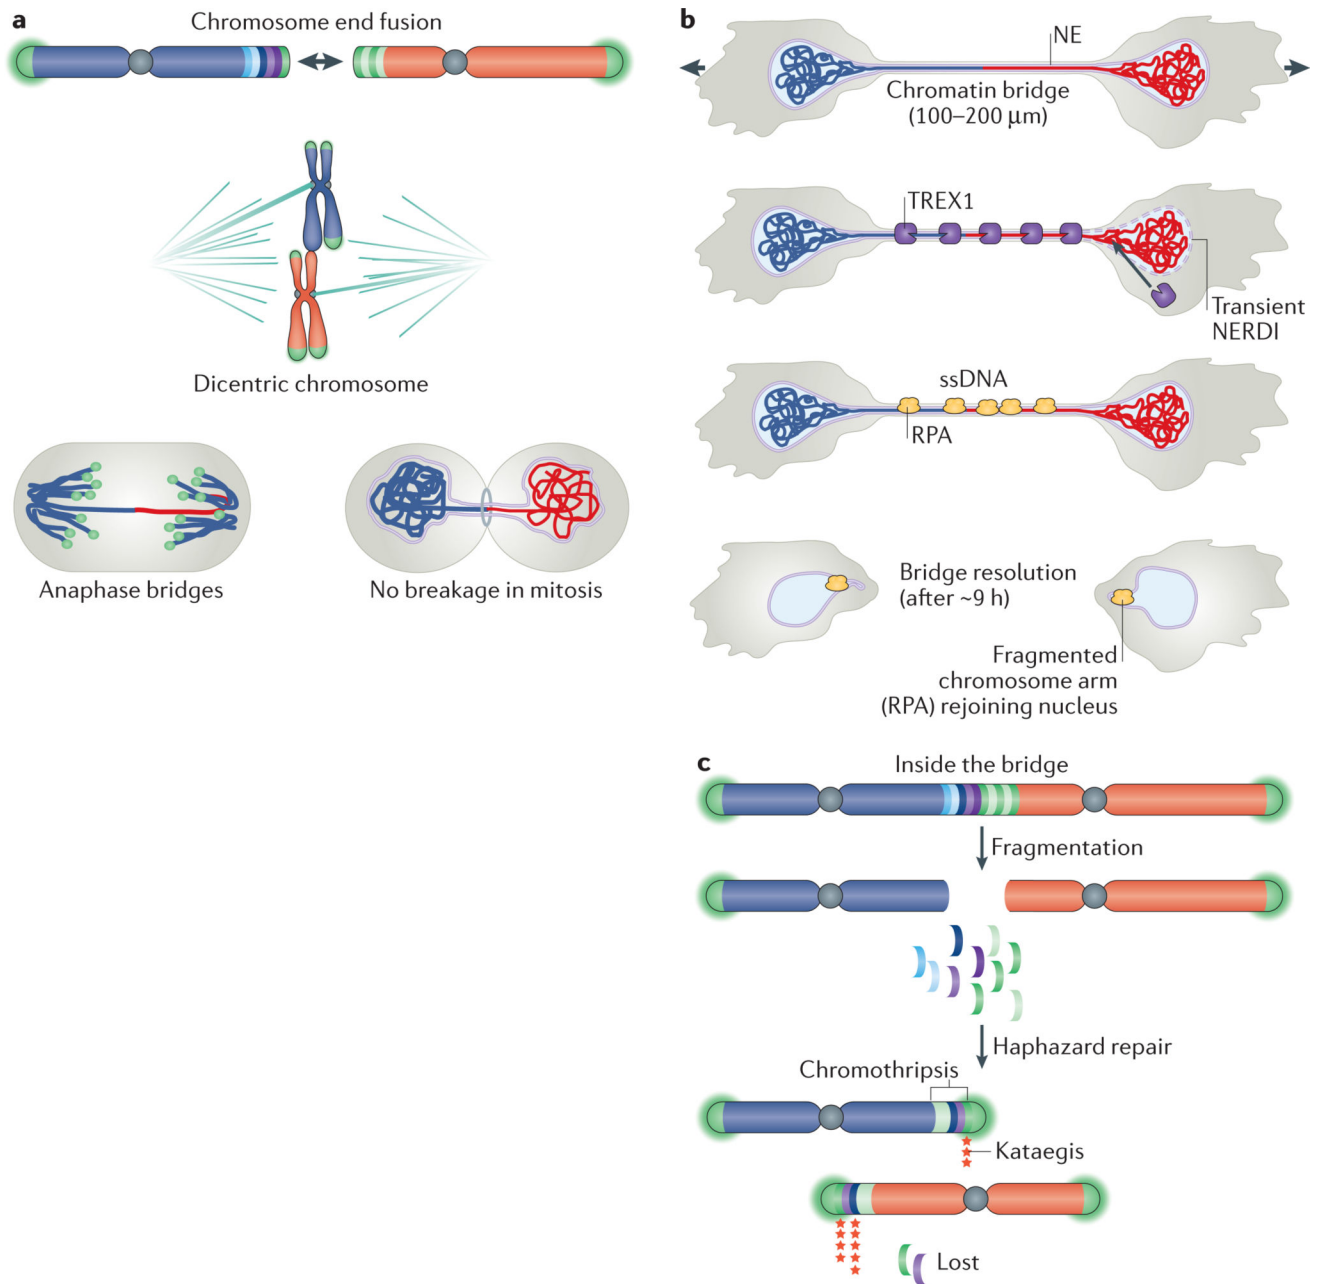 a
Chromosome end fusion
Dicentric chromosome
Anaphase bridges
No breakage in mitosis
b
NE
Chromatin bridge
(100–200 μm)
TREX1
Transient
NERDI
ssDNA
RPA
Bridge resolution
(after ~9 h)
Fragmented
chromosome arm
(RPA) rejoining nucleus
c
Inside the bridge
Fragmentation
Haphazard repair
Chromothripsis
Kataegis
Lost